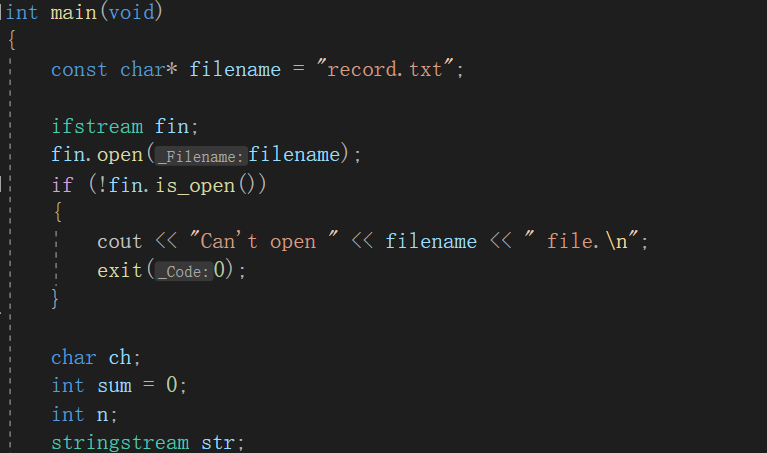 int main(void)
{
const char* filename = "record.txt";
ifstream fin;
fin.open(_Filename:filename);
if (!fin.is_open())
{
cout << "Can't open " << filename << " file.\n";
exit(_Code:0);
}
char ch;
int sum = 0;
int n;
stringstream str;